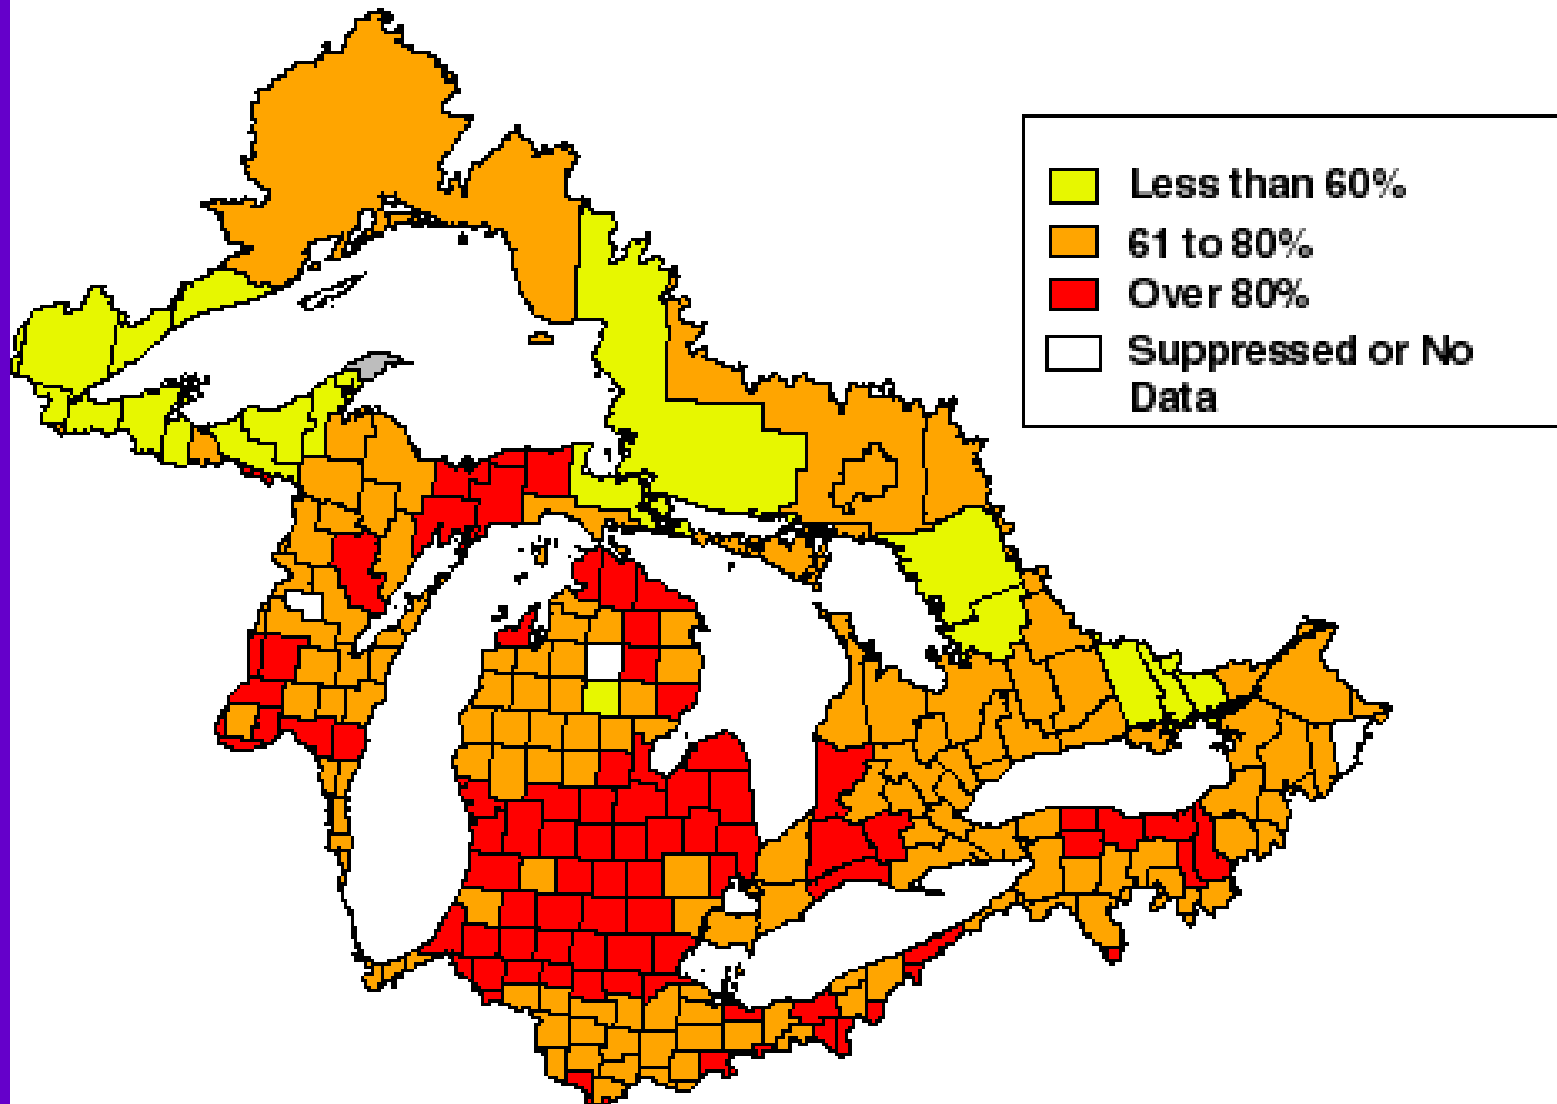 Less than 60%
61 to 80%
Over 80%
Suppressed or No
Data